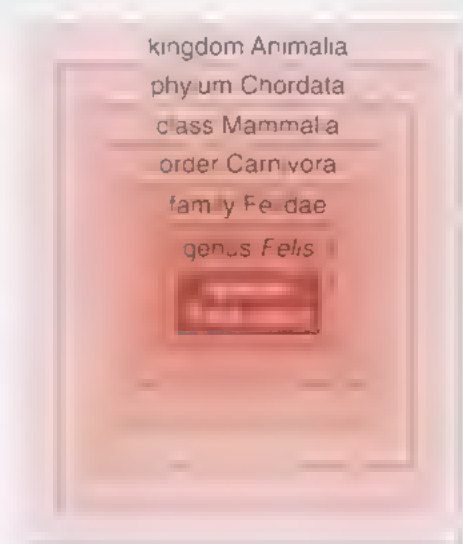 kingdom Animalia
phylum Chordata
class Mammalia
order Carnivora
family Felidae
genus Felis